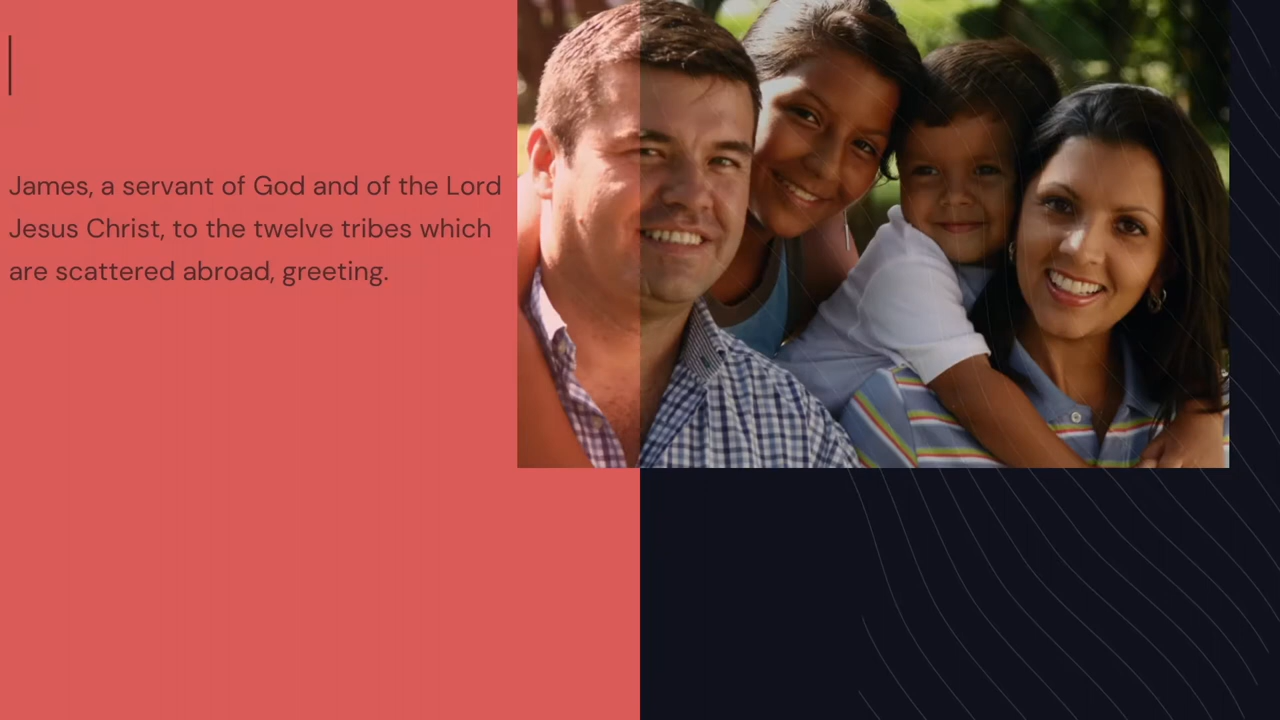 James, a servant of God and of the Lord
Jesus Christ, to the twelve tribes which
are scattered abroad, greeting.